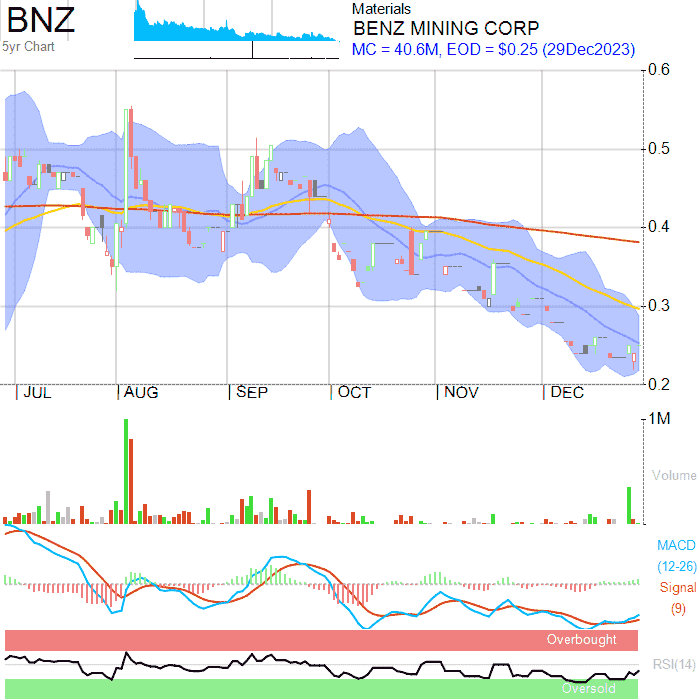 BNZ
5yr Chart
Materials
BENZ MINING CORP
MC = 40.6M, EOD = $0.25 (29Dec2023)
0.6
0.5
0.4
0.3
0.2
JUL AUG SEP OCT NOV DEC
1M
Volume
MACD
(12-26)
Signal
(9)
Overbought
RSI(14)
Oversold